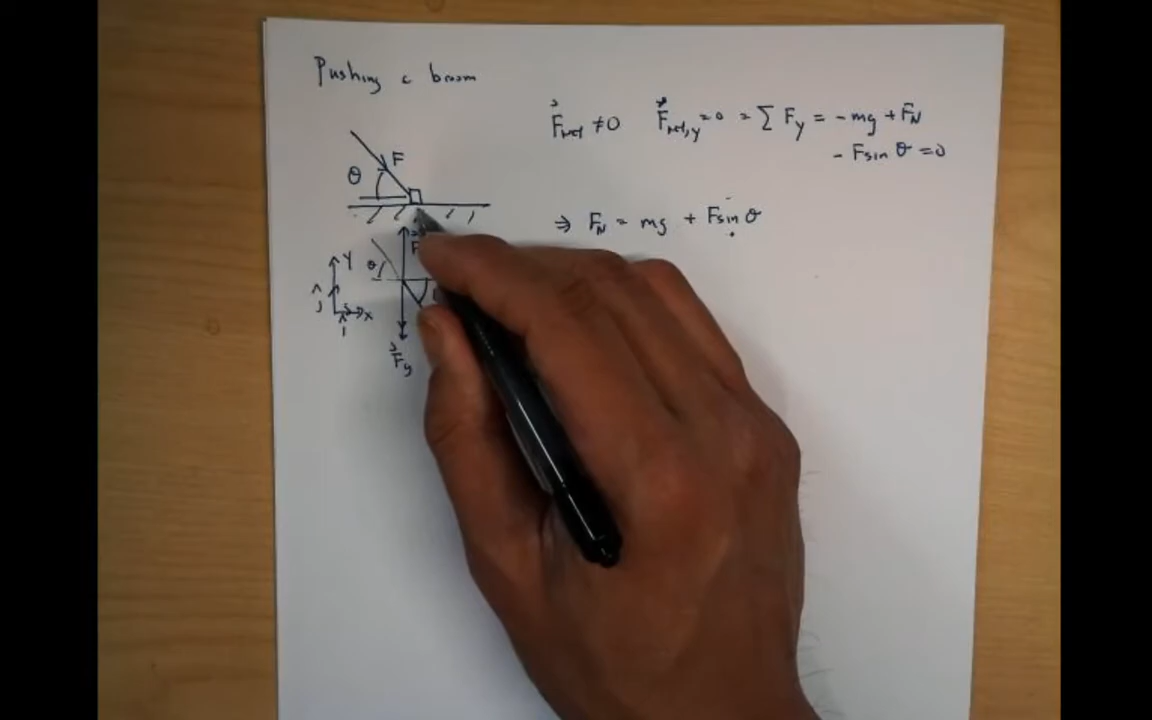 Pushing a broom
F⃗net ≠ 0 F⃗net,y = 0 = ∑ Fy = -mg + FN
- F sin θ = 0
F
θ
⇒ FN = mg + F sin θ
F
y
θ
ĵ
x
î
F⃗g